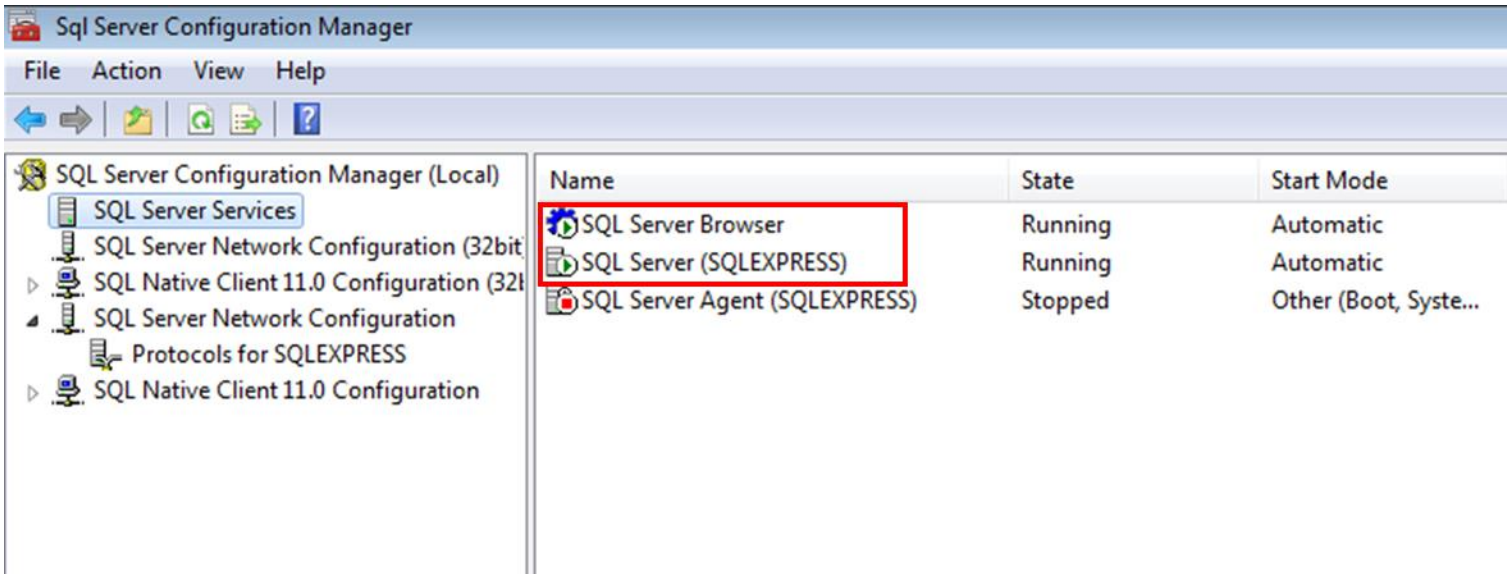 Sql Server Configuration Manager
File Action View Help
SQL Server Configuration Manager (Local)
SQL Server Services
SQL Server Network Configuration (32bit
SQL Native Client 11.0 Configuration (32b
SQL Server Network Configuration
Protocols for SQLEXPRESS
SQL Native Client 11.0 Configuration
Name State Start Mode
SQL Server Browser Running Automatic
SQL Server (SQLEXPRESS) Running Automatic
SQL Server Agent (SQLEXPRESS) Stopped Other (Boot, Syste...